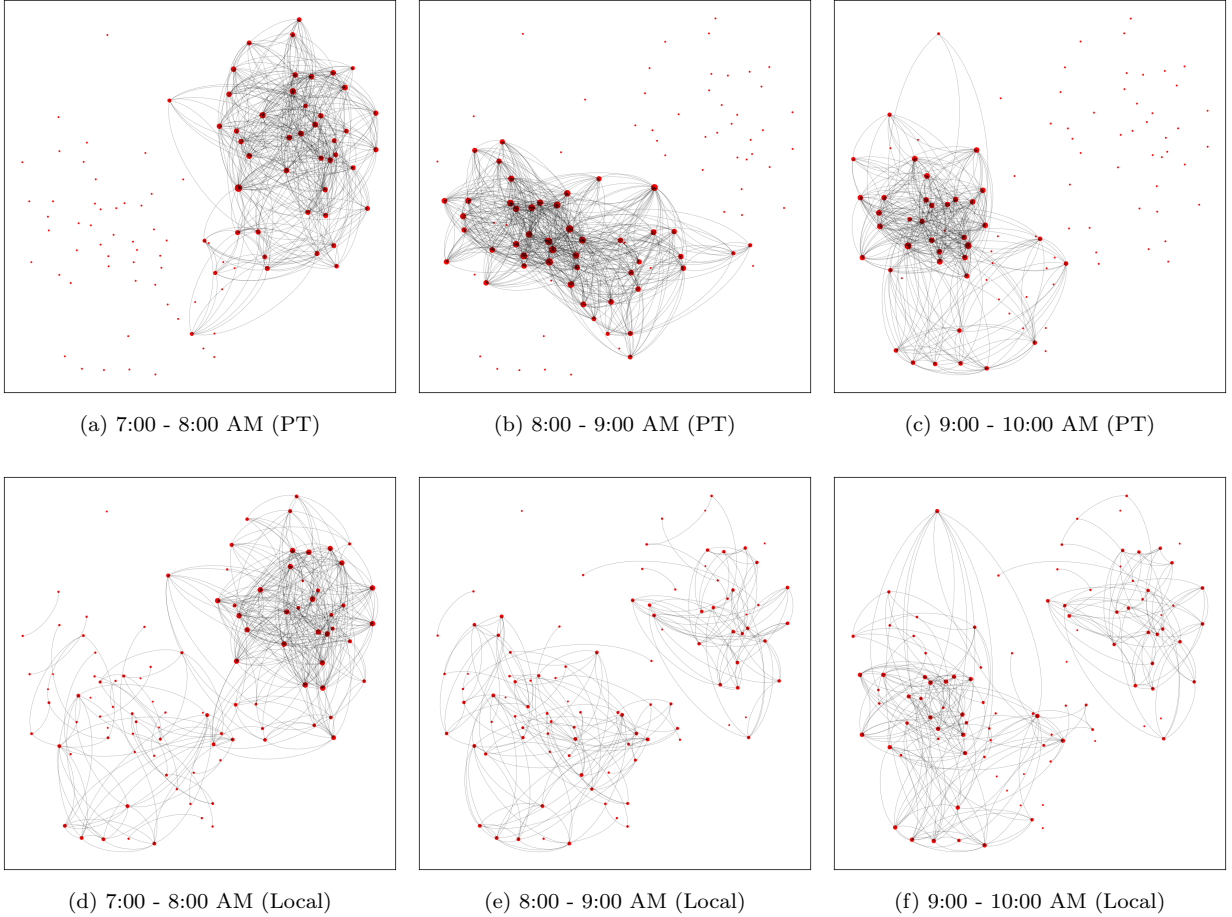 (a) 7:00 - 8:00 AM (PT)
(b) 8:00 - 9:00 AM (PT)
(c) 9:00 - 10:00 AM (PT)
(d) 7:00 - 8:00 AM (Local)
(e) 8:00 - 9:00 AM (Local)
(f) 9:00 - 10:00 AM (Local)